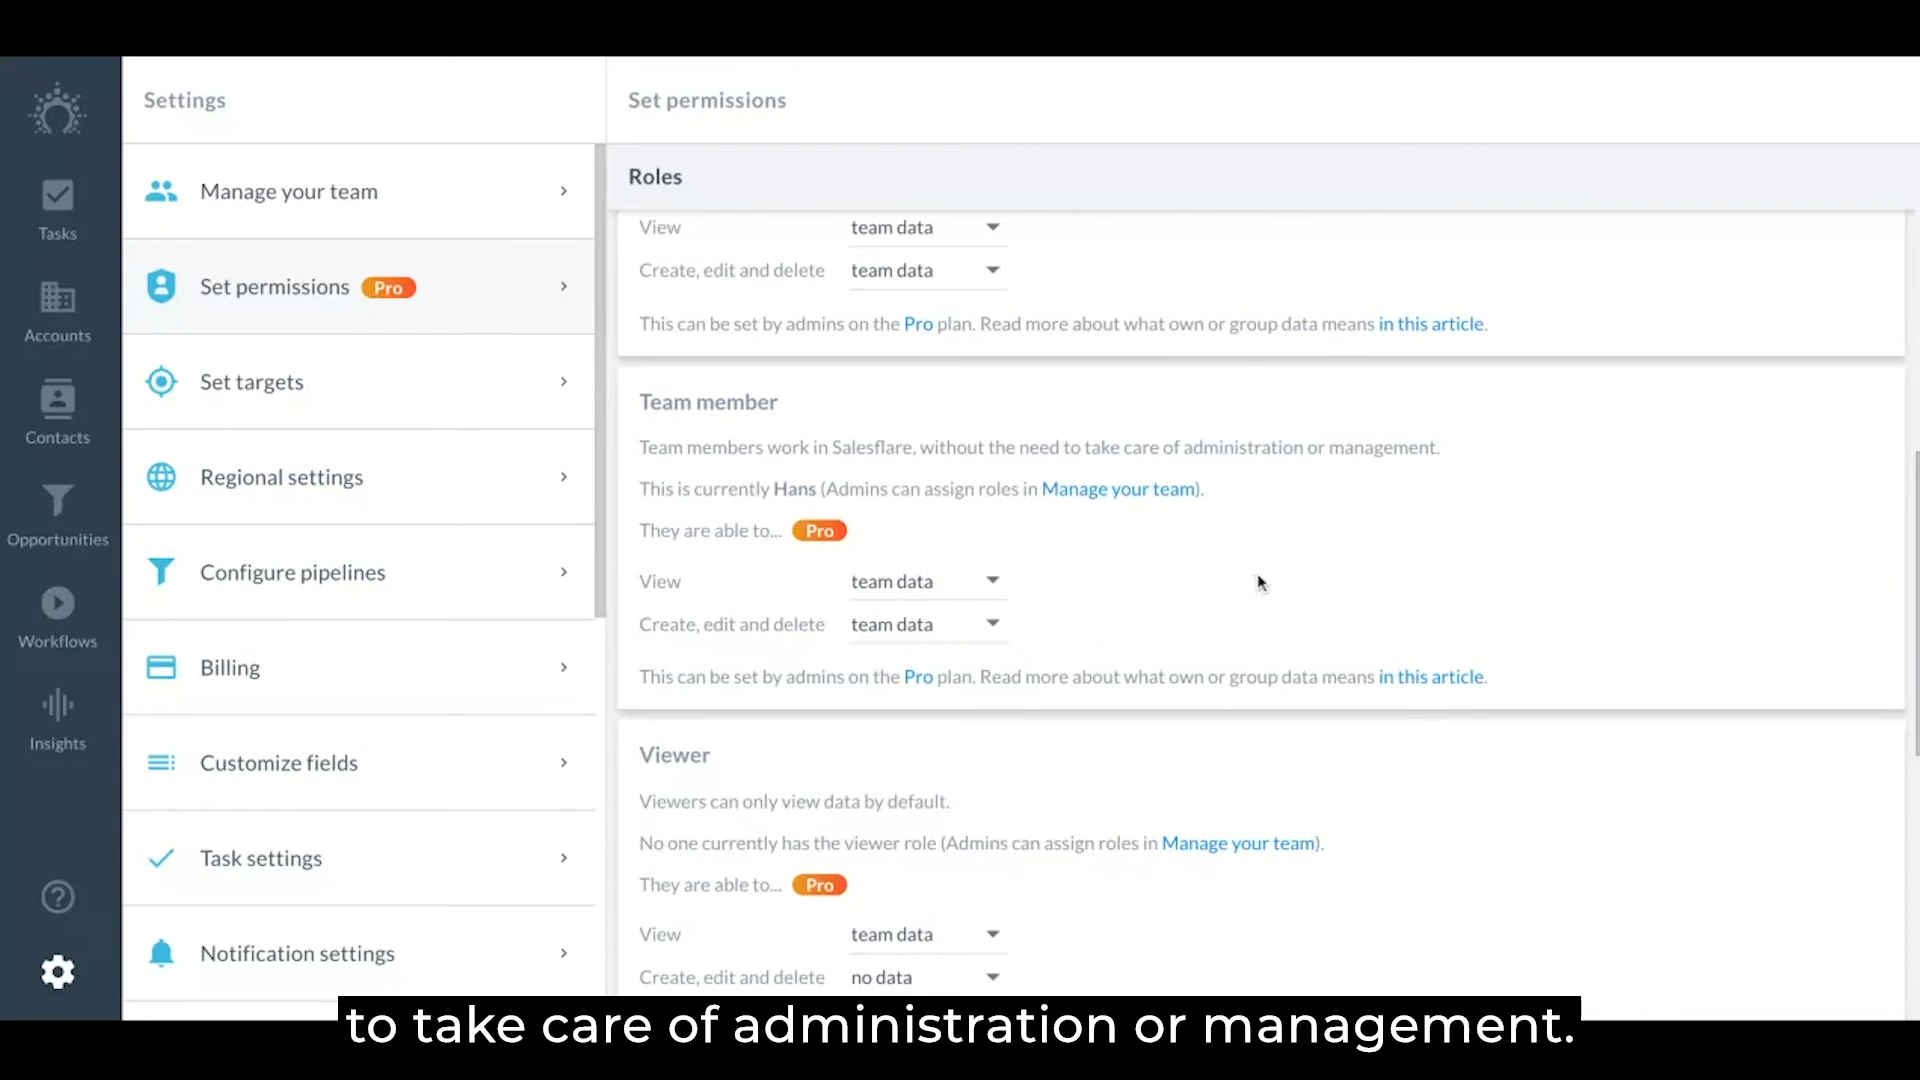 Settings
Set permissions
Tasks
Accounts
Contacts
Opportunities
Workflows
Insights
Manage your team
Set permissions Pro
Set targets
Regional settings
Configure pipelines
Billing
Customize fields
Task settings
Notification settings
Roles
View team data
Create, edit and delete team data
This can be set by admins on the Pro plan. Read more about what own or group data means in this article.
Team member
Team members work in Salesflare, without the need to take care of administration or management.
This is currently Hans (Admins can assign roles in Manage your team).
They are able to... Pro
View team data
Create, edit and delete team data
This can be set by admins on the Pro plan. Read more about what own or group data means in this article.
Viewer
Viewers can only view data by default.
No one currently has the viewer role (Admins can assign roles in Manage your team).
They are able to... Pro
View team data
Create, edit and delete no data
to take care of administration or management.